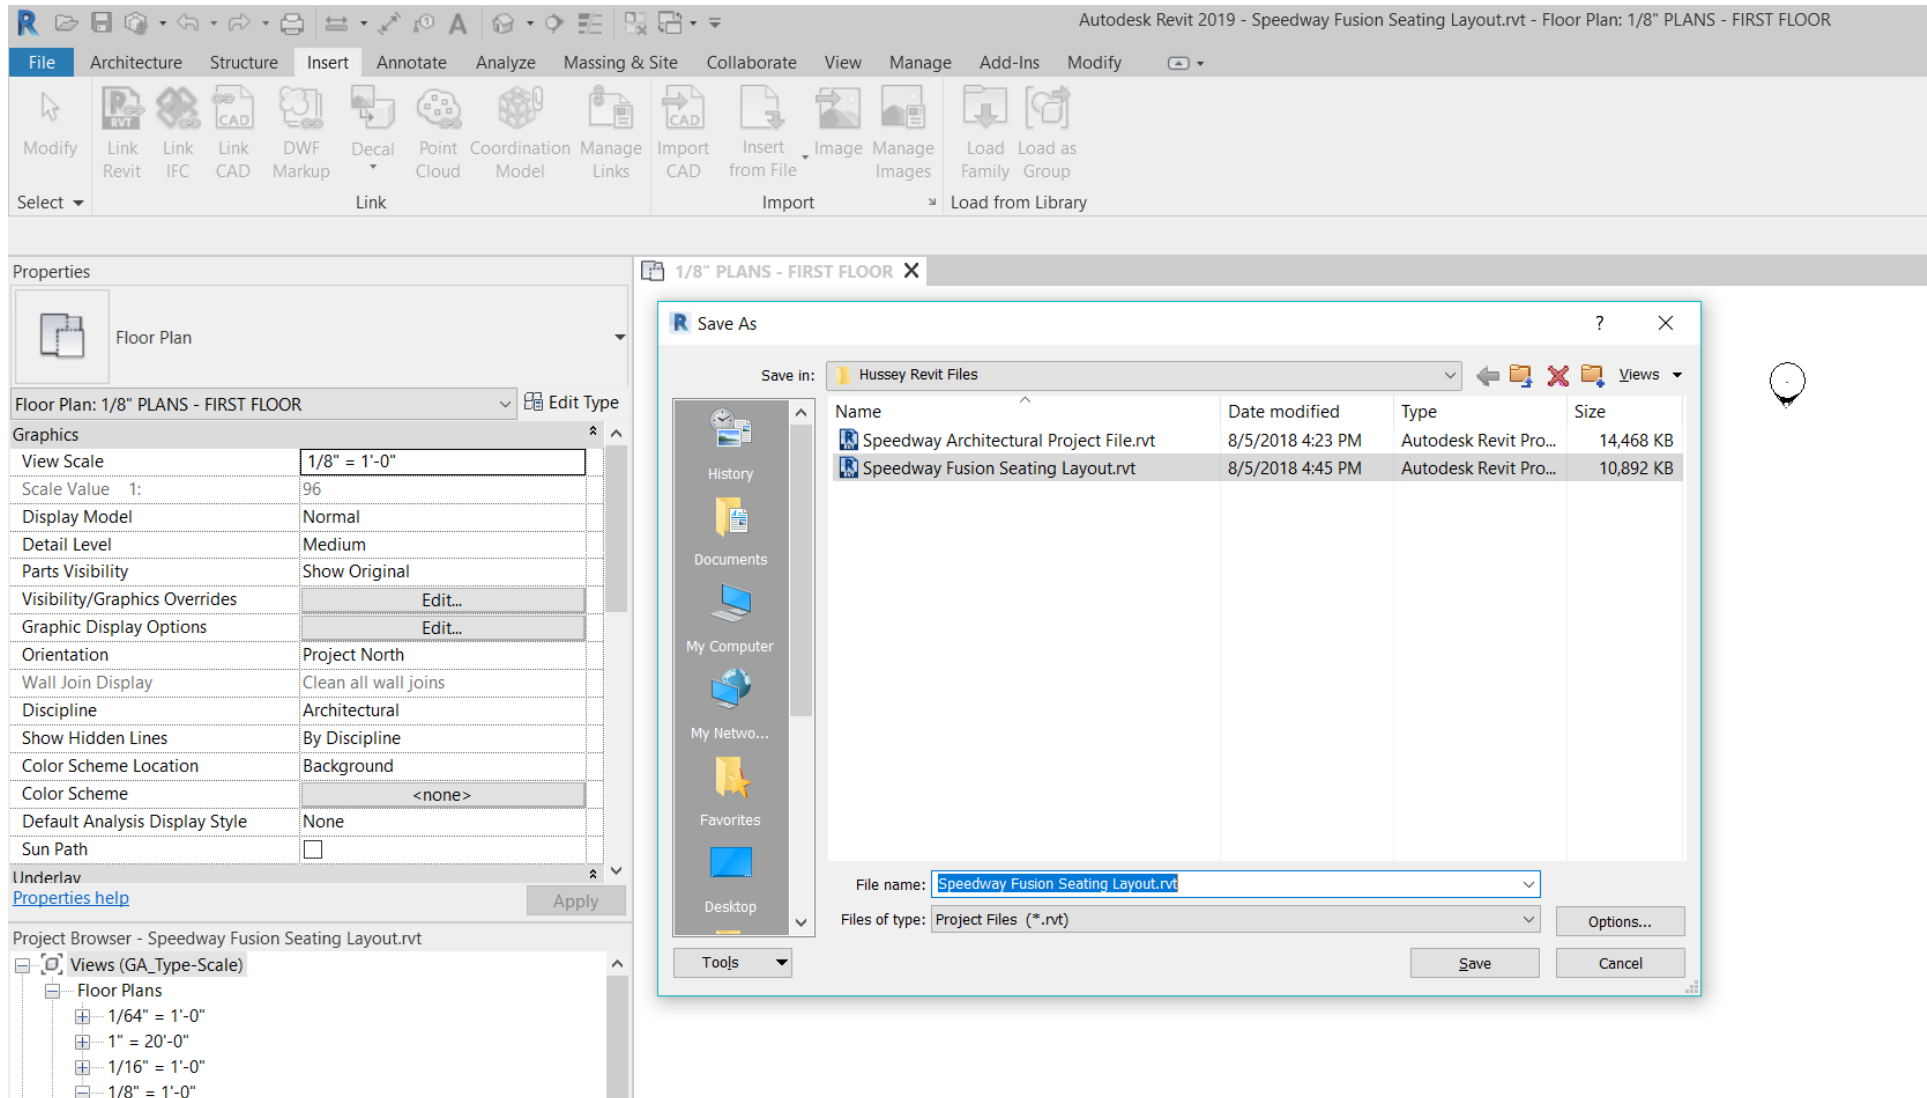 Autodesk Revit 2019 - Speedway Fusion Seating Layout.rvt - Floor Plan: 1/8" PLANS - FIRST FLOOR
File Architecture Structure Insert Annotate Analyze Massing & Site Collaborate View Manage Add-Ins Modify
Modify
Link Revit
Link IFC
Link CAD
DWF Markup
Decal
Point Cloud
Coordination Model
Manage Links
Import CAD
Insert from File
Image
Manage Images
Load Family
Load as Group
Select Link Import Load from Library
Properties
Floor Plan
Floor Plan: 1/8" PLANS - FIRST FLOOR Edit Type
Graphics
View Scale 1/8" = 1'-0"
Scale Value 1: 96
Display Model Normal
Detail Level Medium
Parts Visibility Show Original
Visibility/Graphics Overrides Edit...
Graphic Display Options Edit...
Orientation Project North
Wall Join Display Clean all wall joins
Discipline Architectural
Show Hidden Lines By Discipline
Color Scheme Location Background
Color Scheme <none>
Default Analysis Display Style None
Sun Path
Underlay
Properties help Apply
Project Browser - Speedway Fusion Seating Layout.rvt
Views (GA_Type-Scale)
Floor Plans
1/64" = 1'-0"
1" = 20'-0"
1/16" = 1'-0"
1/8" = 1'-0"
1/8" PLANS - FIRST FLOOR
Save As
Save in: Hussey Revit Files Views
History
Documents
My Computer
My Netwo...
Favorites
Desktop
Name Date modified Type Size
Speedway Architectural Project File.rvt 8/5/2018 4:23 PM Autodesk Revit Pro... 14,468 KB
Speedway Fusion Seating Layout.rvt 8/5/2018 4:45 PM Autodesk Revit Pro... 10,892 KB
File name: Speedway Fusion Seating Layout.rvt
Files of type: Project Files (*.rvt) Options...
Tools Save Cancel